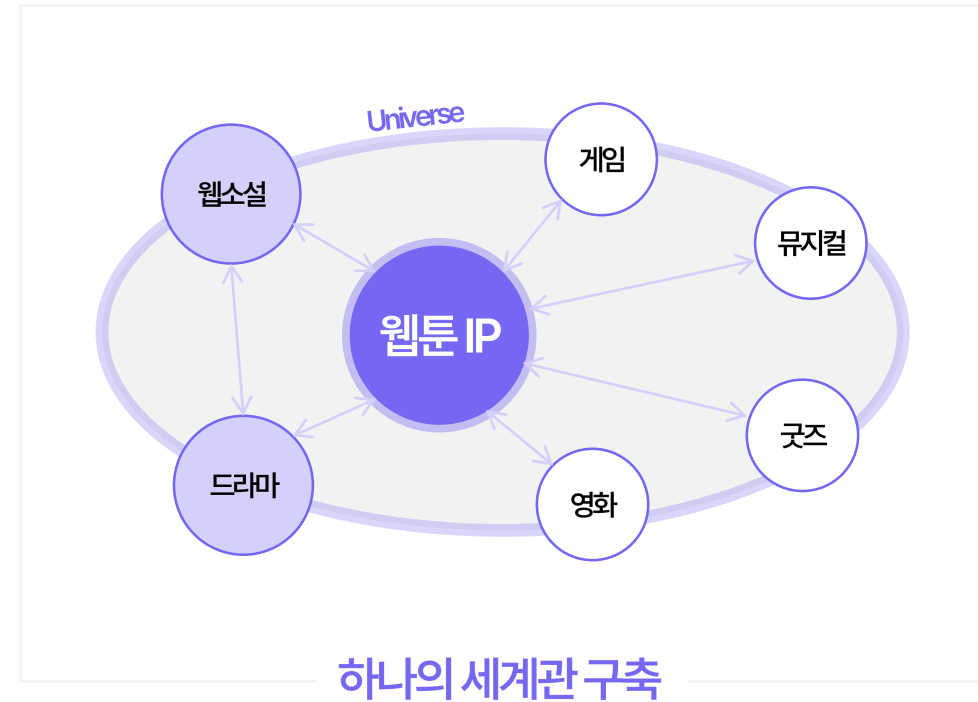 Universe
게임
웹소설
뮤지컬
웹툰 IP
굿즈
드라마
영화
하나의 세계관 구축